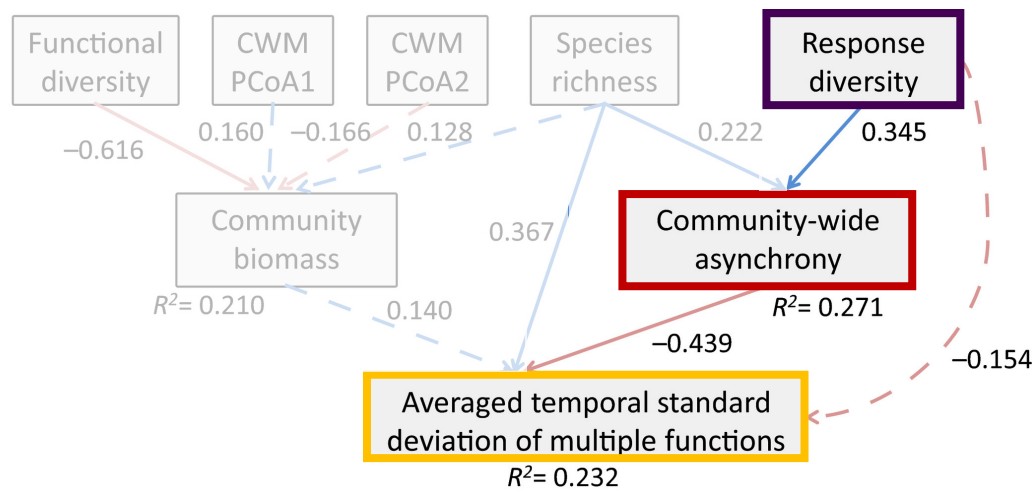 Functional
diversity
CWM
PCoA1
CWM
PCoA2
Species
richness
Response
diversity
–0.616
0.160
–0.166
0.128
0.222
0.345
Community
biomass
R²= 0.210
0.367
Community-wide
asynchrony
R²= 0.271
0.140
–0.439
–0.154
Averaged temporal standard
deviation of multiple functions
R²= 0.232